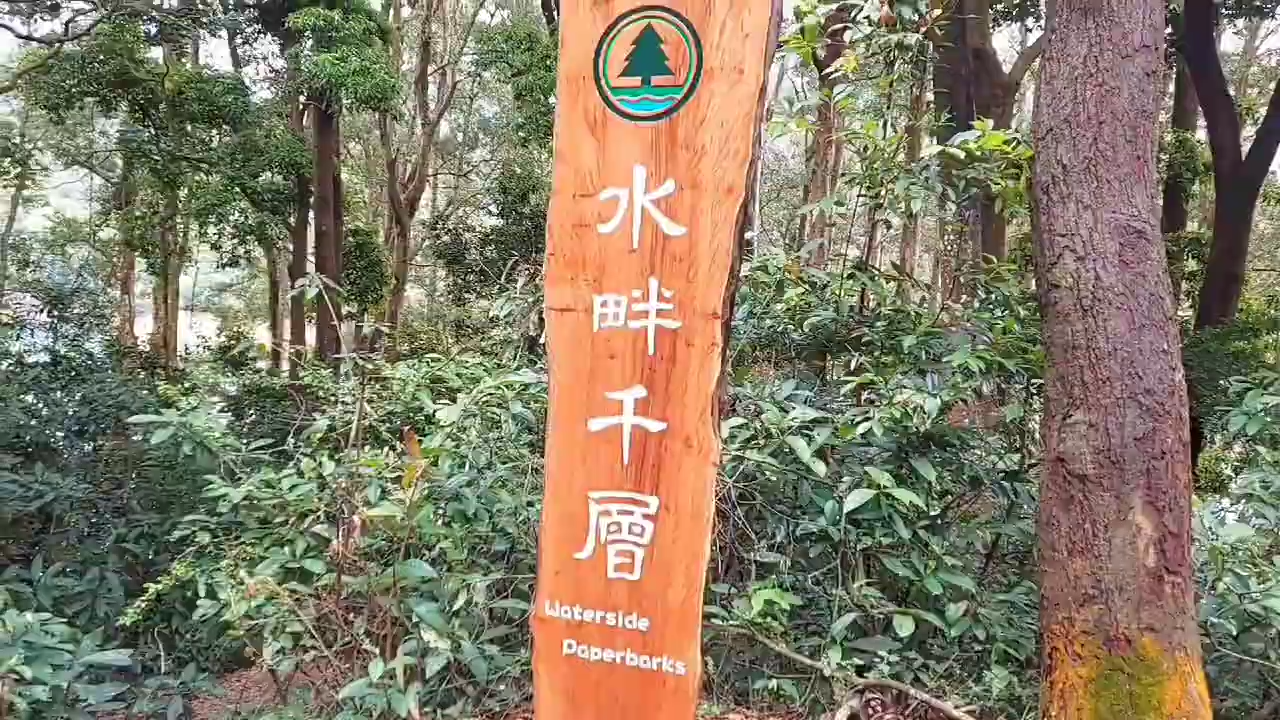 水畔千層
Waterside
Paperbarks